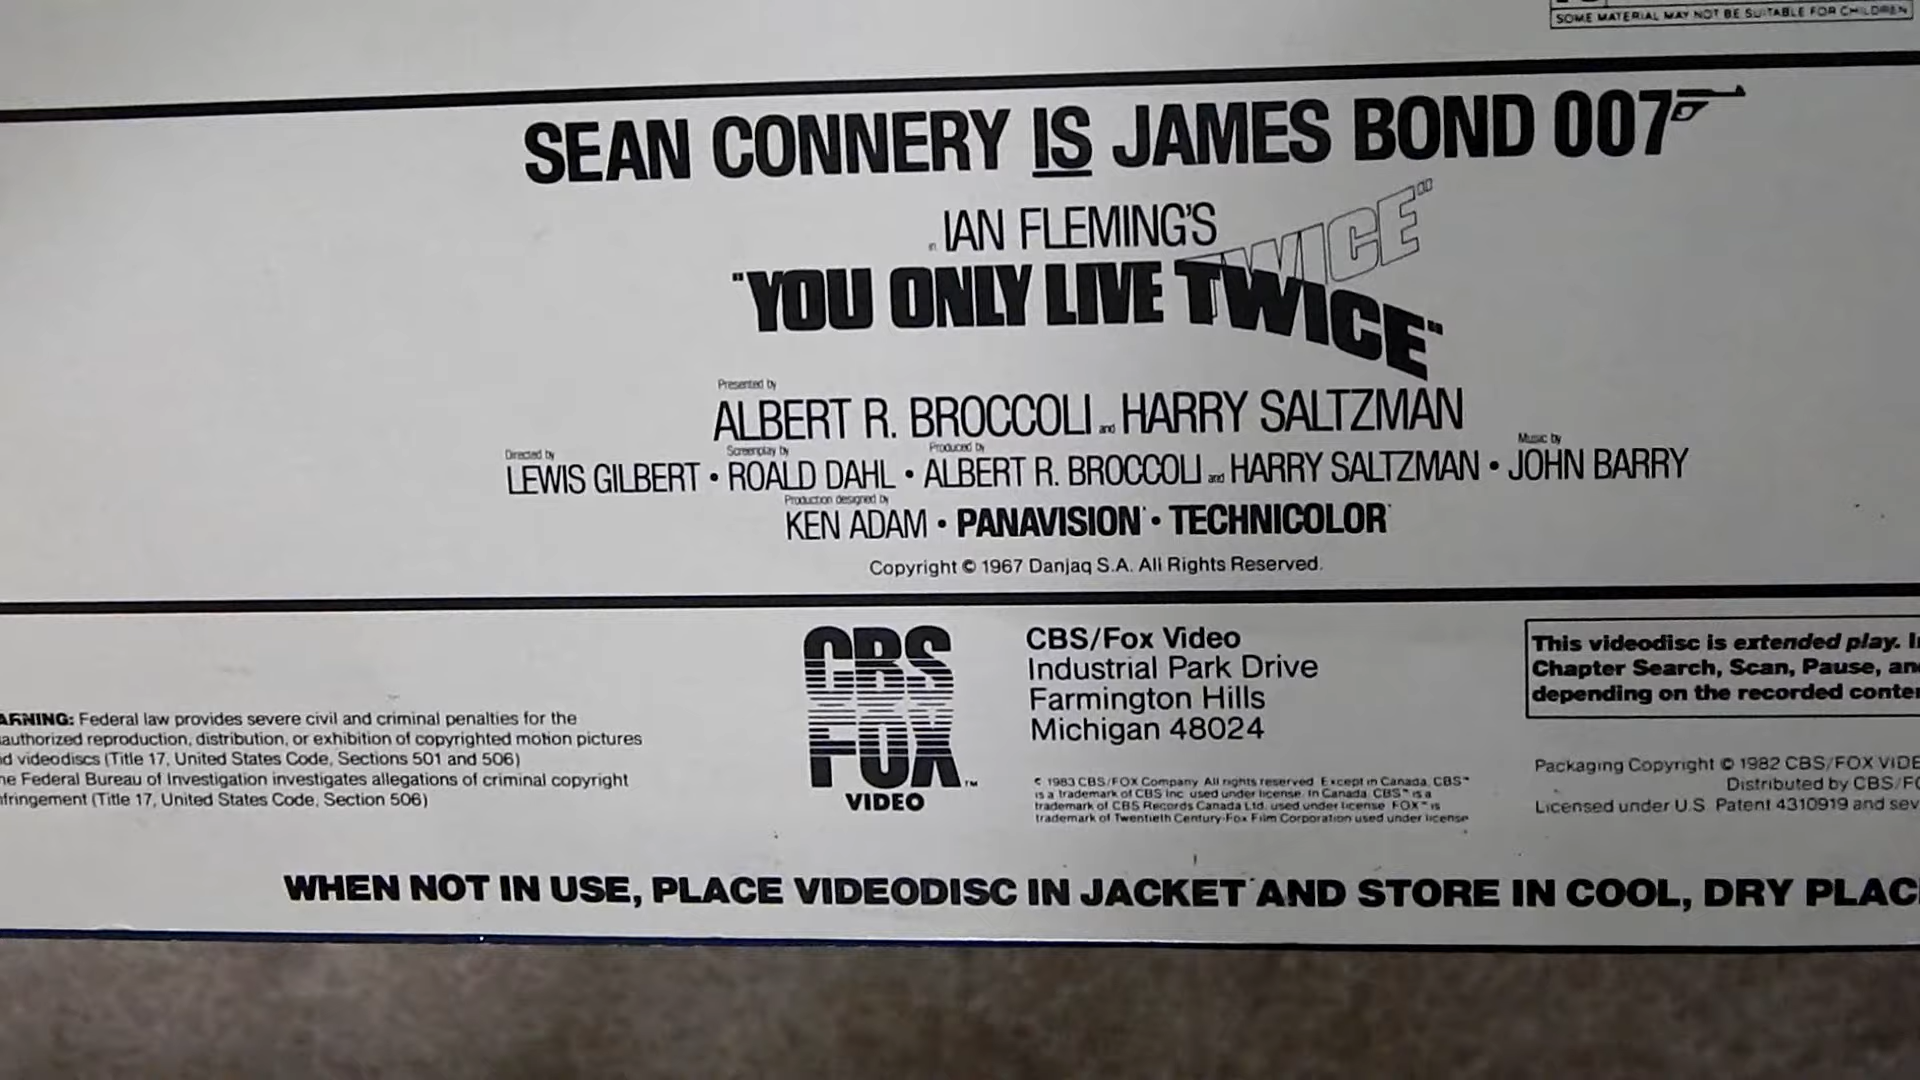 SOME MATERIAL MAY NOT BE SUITABLE FOR CHILDREN
SEAN CONNERY IS JAMES BOND 007
in IAN FLEMING'S
"YOU ONLY LIVE TWICE"
TWICE"
Presented by
ALBERT R. BROCCOLI and HARRY SALTZMAN
Directed by Screenplay by Produced by Music by
LEWIS GILBERT • ROALD DAHL • ALBERT R. BROCCOLI and HARRY SALTZMAN • JOHN BARRY
Production designed by
KEN ADAM • PANAVISION • TECHNICOLOR
Copyright © 1967 Danjaq S.A. All Rights Reserved.
ARNING: Federal law provides severe civil and criminal penalties for the
authorized reproduction, distribution, or exhibition of copyrighted motion pictures
d videodiscs (Title 17, United States Code, Sections 501 and 506)
he Federal Bureau of Investigation investigates allegations of criminal copyright
nfringement (Title 17, United States Code, Section 506)
CBS
FOX™
VIDEO
CBS/Fox Video
Industrial Park Drive
Farmington Hills
Michigan 48024
© 1983 CBS/FOX Company. All rights reserved. Except in Canada, CBS™
is a trademark of CBS Inc. used under license. In Canada, CBS™ is a
trademark of CBS Records Canada Ltd. used under license. FOX™ is
trademark of Twentieth Century-Fox Film Corporation used under license
This videodisc is extended play. I
Chapter Search, Scan, Pause, an
depending on the recorded conte
Packaging Copyright © 1982 CBS/FOX VIDE
Distributed by CBS/FO
Licensed under U.S. Patent 4310919 and sev
WHEN NOT IN USE, PLACE VIDEODISC IN JACKET AND STORE IN COOL, DRY PLAC